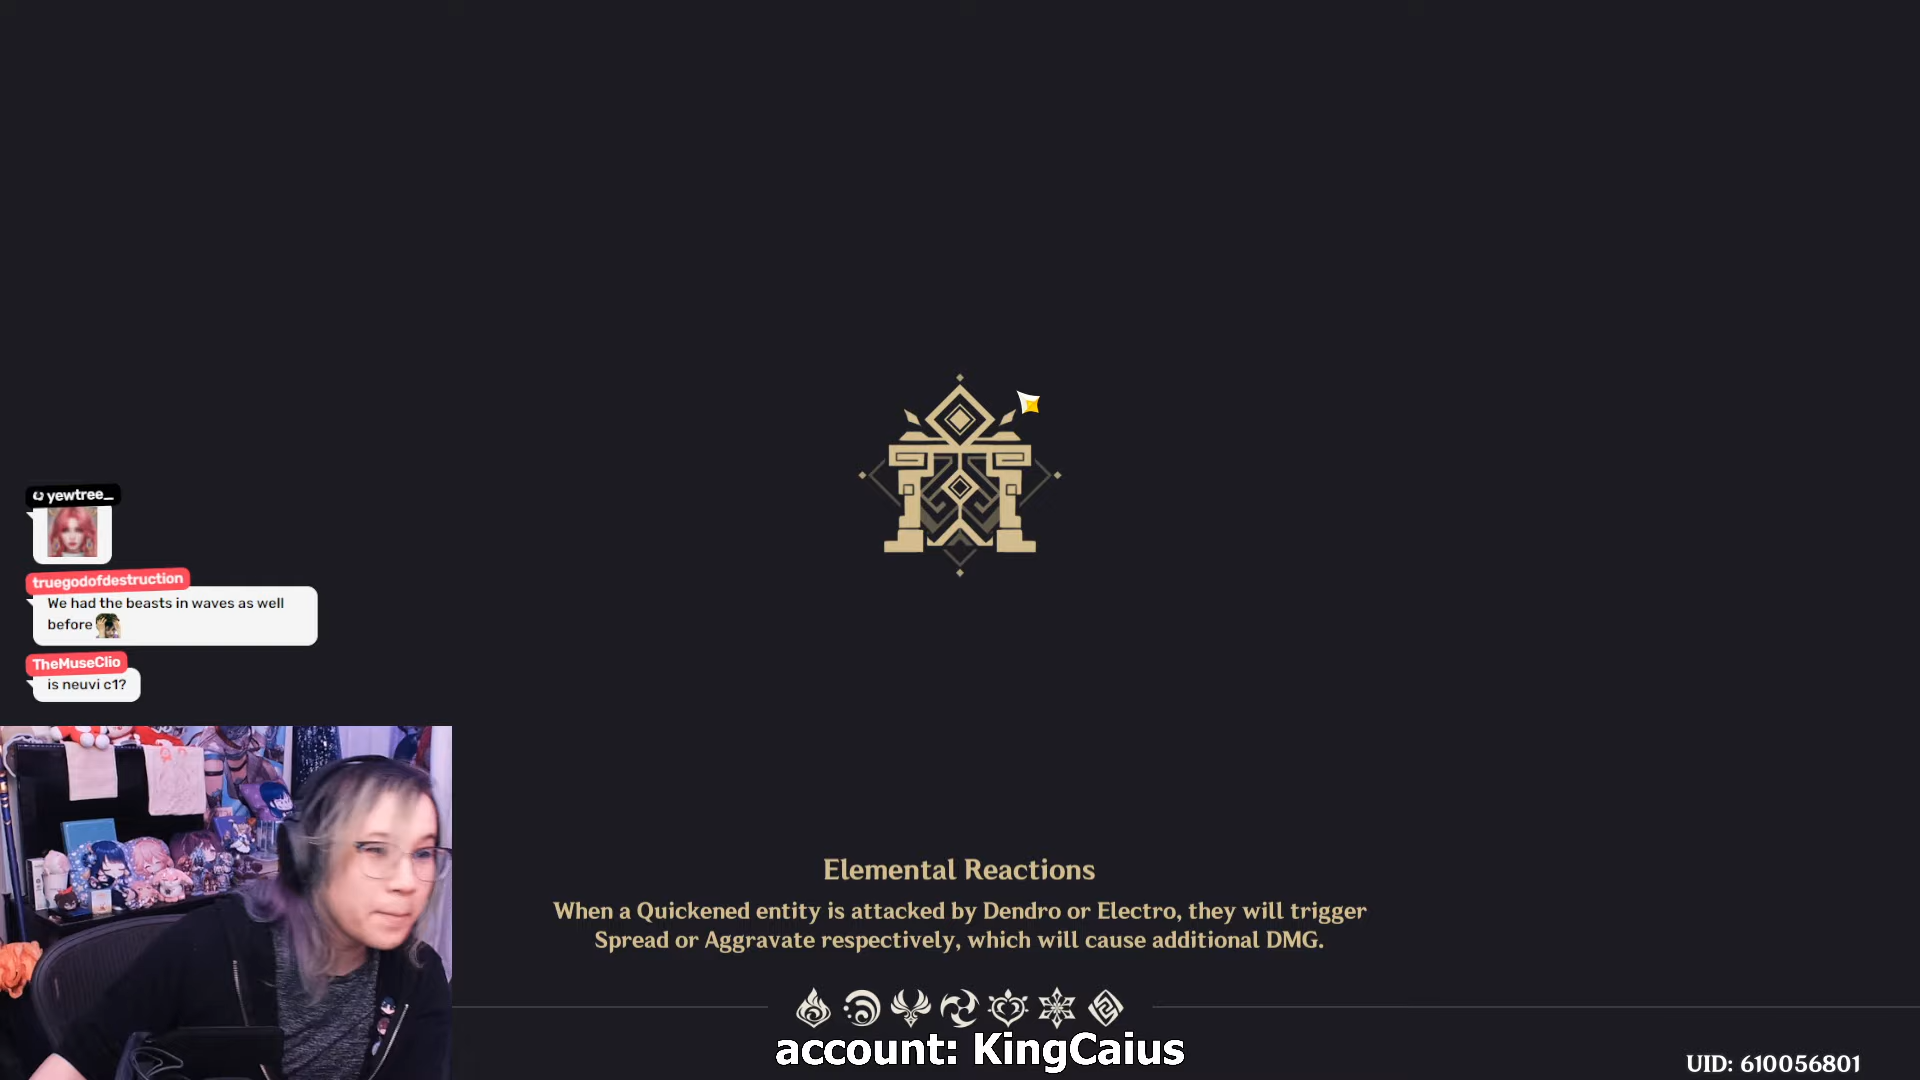 yewtree_
truegodofdestruction
We had the beasts in waves as well
before
TheMuseClio
is neuvi c1?
Elemental Reactions
When a Quickened entity is attacked by Dendro or Electro, they will trigger
Spread or Aggravate respectively, which will cause additional DMG.
account: KingCaius
UID: 610056801